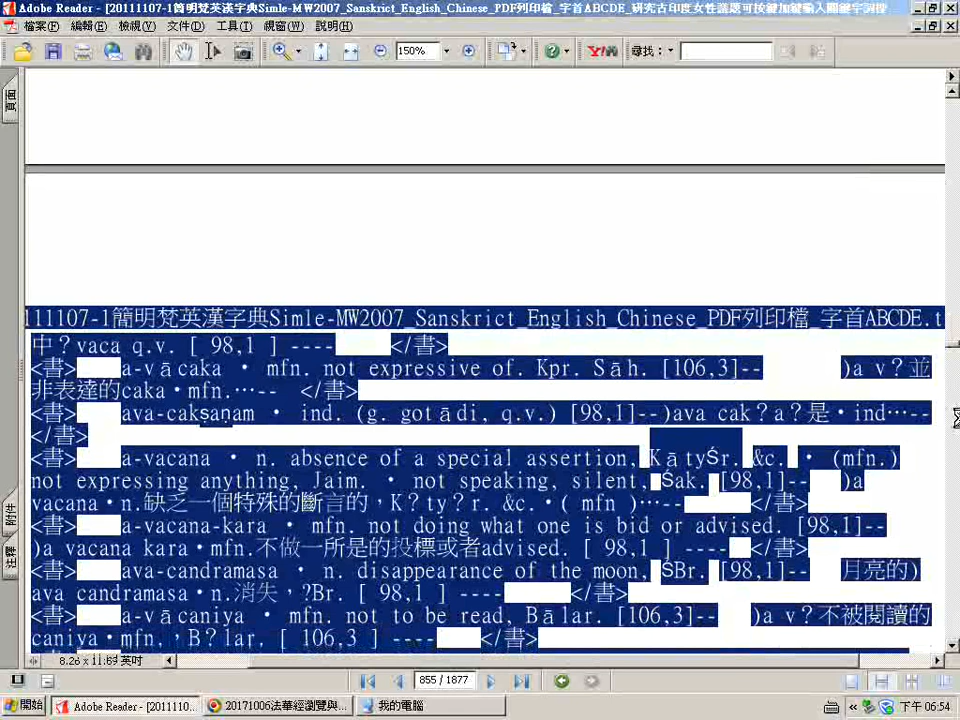 Adobe Reader - [20111107-1簡明梵英漢字典Simle-MW2007_Sanskrict_English_Chinese_PDF列印檔_字首ABCDE_研究古印度女性議題可按鍵加鍵輸入關鍵字詞搜
檔案(F) 編輯(E) 檢視(V) 文件(D) 工具(T) 視窗(W) 說明(H)
150% Y! 尋找:
頁面
111107-1簡明梵英漢字典Simle-MW2007_Sanskrict_English_Chinese_PDF列印檔_字首ABCDE.t
中?vaca q.v. [ 98,1 ] ---- </書>
<書> a-vācaka · mfn. not expressive of. Kpr. Sāh. [106,3]-- )a v?並
非表達的caka·mfn.…-- </書>
<書> ava-cakṣaṇam · ind. (g. gotādi, q.v.) [98,1]--)ava cak?a?是·ind…--
</書>
<書> a-vacana · n. absence of a special assertion, KātyŚr. &c. · (mfn.)
not expressing anything, Jaim. · not speaking, silent, Śak. [98,1]-- )a
vacana·n.缺乏一個特殊的斷言的,K?ty?r. &c.·( mfn )…-- </書>
<書> a-vacana-kara · mfn. not doing what one is bid or advised. [98,1]--
)a vacana kara·mfn.不做一所是的投標或者advised. [ 98,1 ] ---- </書>
<書> ava-candramasa · n. disappearance of the moon, ŚBr. [98,1]-- 月亮的)
ava candramasa·n.消失,?Br. [ 98,1 ] ---- </書>
<書> a-vācaniya · mfn. not to be read, Bālar. [106,3]-- )a v?不被閱讀的
caniya·mfn.,B?lar, [ 106,3 ] ---- </書>
附件
注釋
8.26 x 11.69 英吋
855 / 1877
開始 Adobe Reader - [2011110... 20171006法華經瀏覽與... 我的電腦 下午 06:54